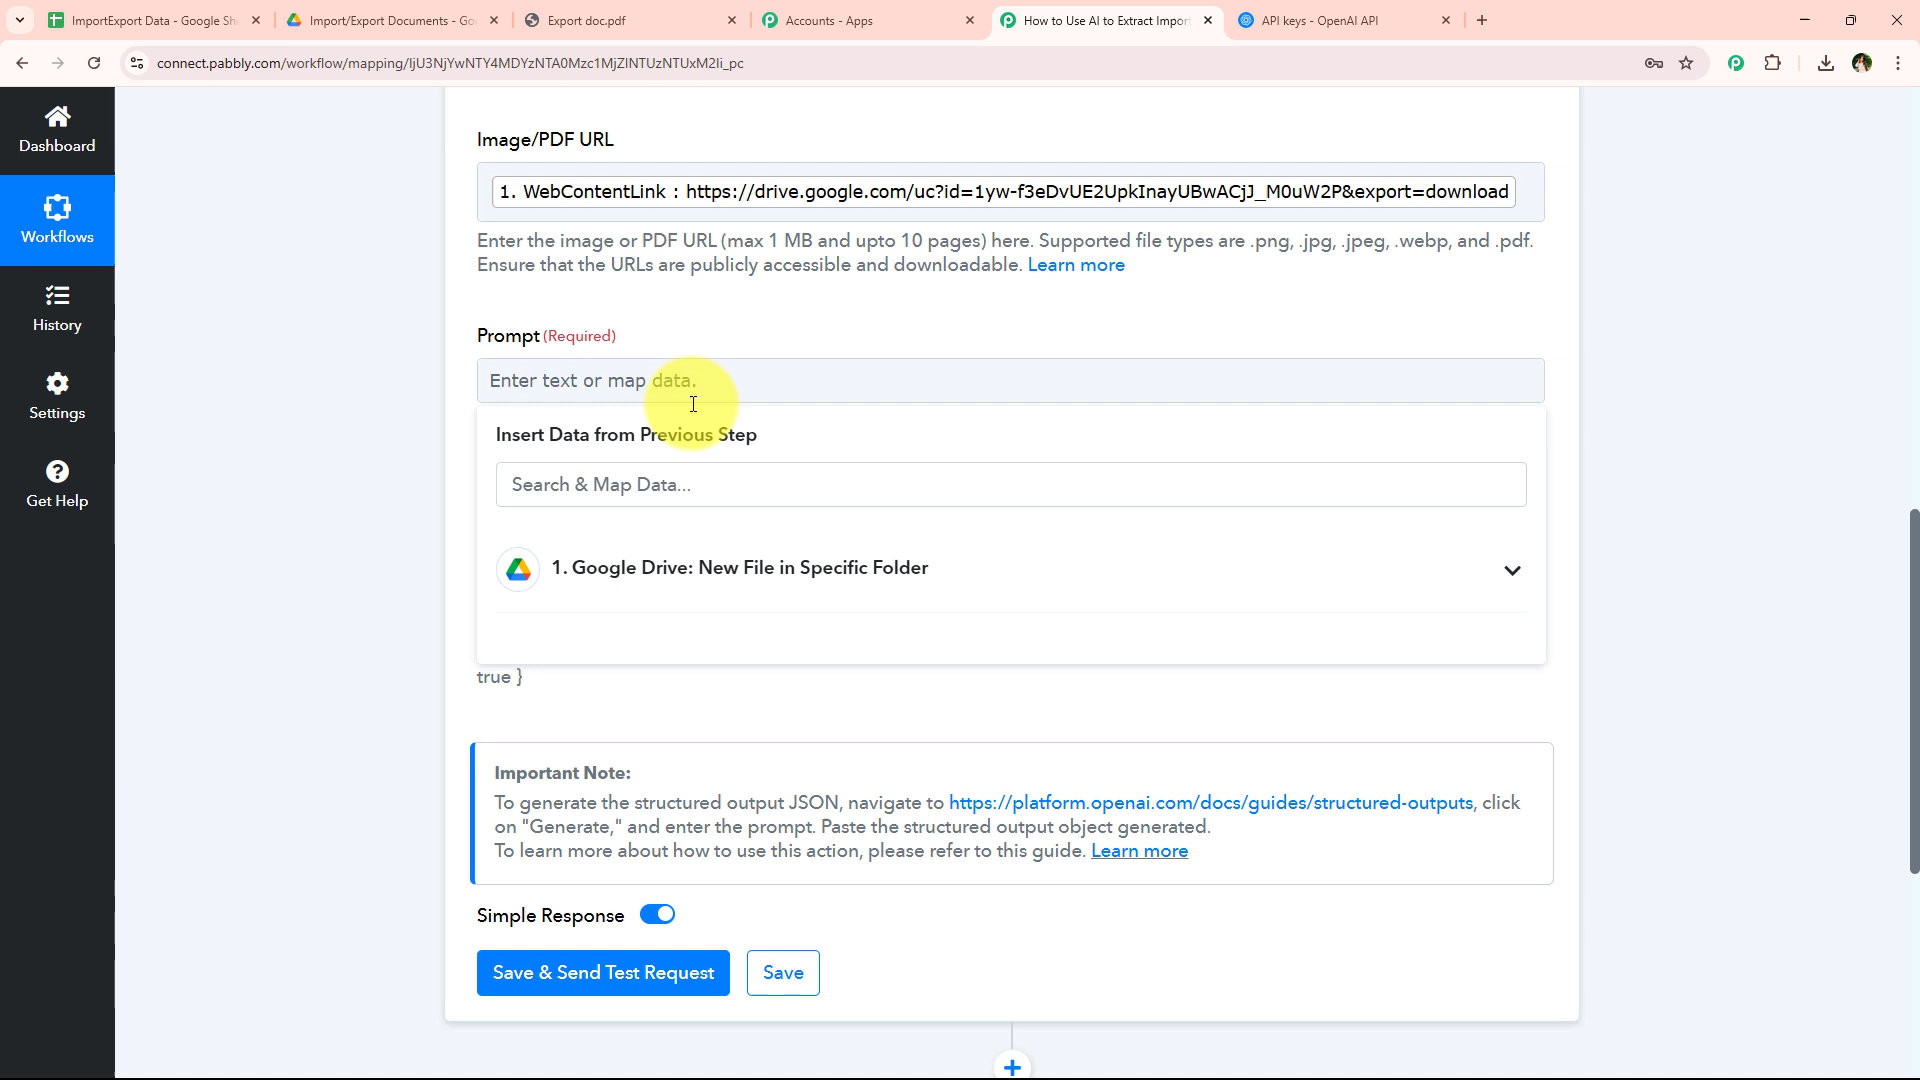 ImportExport Data - Google Sh
Import/Export Documents - Goo
Export doc.pdf
Accounts - Apps
How to Use AI to Extract Import
API keys - OpenAI API
connect.pabbly.com/workflow/mapping/IjU3NjYwNTY4MDYzNTA0Mzc1MjZlNTUzNTUxM2Ii_pc
Dashboard
Workflows
History
Settings
Get Help
Image/PDF URL
1. WebContentLink : https://drive.google.com/uc?id=1yw-f3eDvUE2UpkInayUBwACjJ_M0uW2P&export=download
Enter the image or PDF URL (max 1 MB and upto 10 pages) here. Supported file types are .png, .jpg, .jpeg, .webp, and .pdf.
Ensure that the URLs are publicly accessible and downloadable. Learn more
Prompt (Required)
Enter text or map data.
Insert Data from Previous Step
Search & Map Data...
1. Google Drive: New File in Specific Folder
true }
Important Note:
To generate the structured output JSON, navigate to https://platform.openai.com/docs/guides/structured-outputs, click
on "Generate," and enter the prompt. Paste the structured output object generated.
To learn more about how to use this action, please refer to this guide. Learn more
Simple Response
Save & Send Test Request
Save